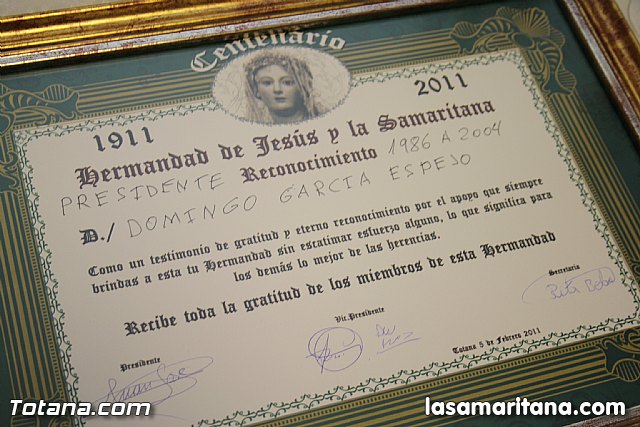 Centenario
1911 2011
Hermandad de Jesús y la Samaritana
Reconocimiento
PRESIDENTE 1986 A 2004
D./ DOMINGO GARCIA ESPEJO
Como un testimonio de gratitud y eterno reconocimiento por el apoyo que siempre
brindas a esta tu Hermandad sin estatimar esfuerzo alguno, lo que significa para
los demás lo mejor de las herencias.
Recibe toda la gratitud de los miembros de esta Hermandad
Presidente Vic.Presidente Secretaria
Totana 5 de Febrero 2011
Totana.com lasamaritana.com